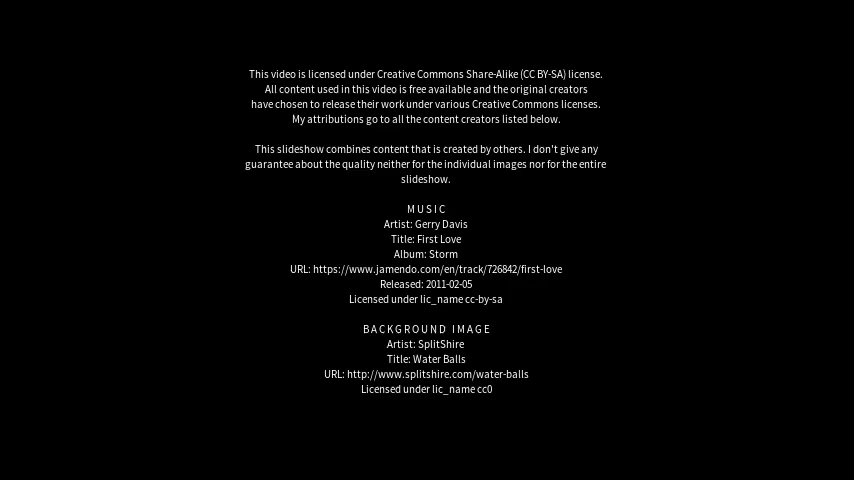 This video is licensed under Creative Commons Share-Alike (CC BY-SA) license.
All content used in this video is free available and the original creators
have chosen to release their work under various Creative Commons licenses.
My attributions go to all the content creators listed below.
This slideshow combines content that is created by others. I don't give any
guarantee about the quality neither for the individual images nor for the entire
slideshow.
MUSIC
Artist: Gerry Davis
Title: First Love
Album: Storm
URL: https://www.jamendo.com/en/track/726842/first-love
Released: 2011-02-05
Licensed under lic_name cc-by-sa
BACKGROUND IMAGE
Artist: SplitShire
Title: Water Balls
URL: http://www.splitshire.com/water-balls
Licensed under lic_name cc0